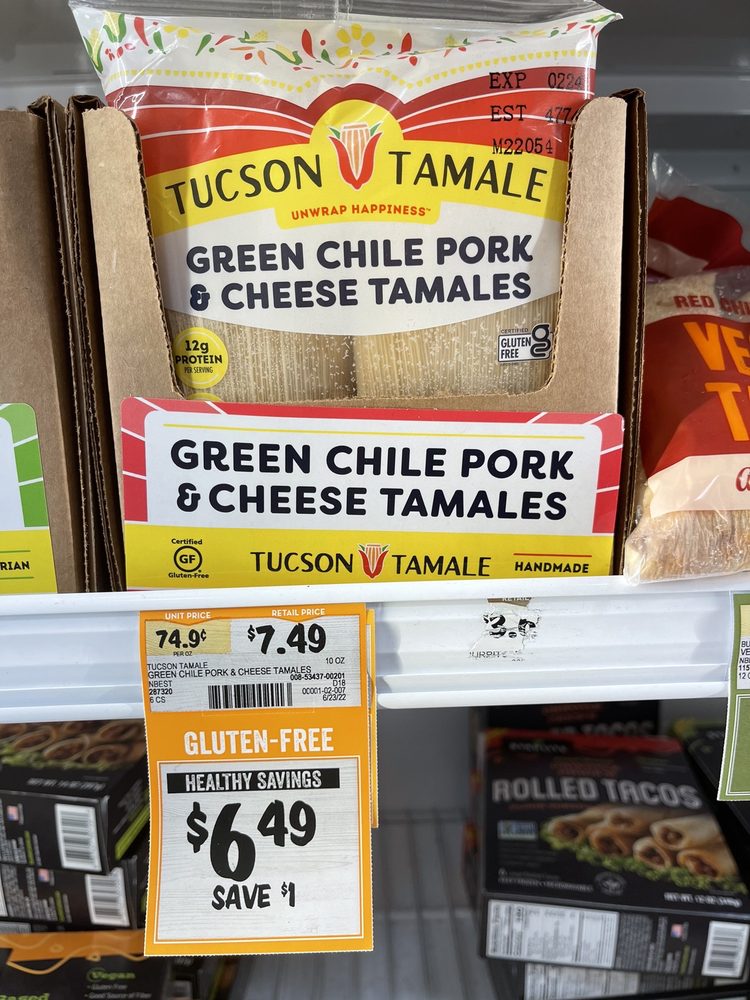 EXP 0224
EST 477
M22054
TUCSON TAMALE
UNWRAP HAPPINESS™
GREEN CHILE PORK
& CHEESE TAMALES
12g
PROTEIN
PER SERVING
CERTIFIED
GLUTEN
FREE
RED CHI
VE
T
GREEN CHILE PORK
& CHEESE TAMALES
Certified
GF
Gluten-Free
TUCSON TAMALE
HANDMADE
RIAN
UNIT PRICE
RETAIL PRICE
74.9¢
PER OZ
$7.49
TUCSON TAMALE
10 OZ
GREEN CHILE PORK & CHEESE TAMALES
NBEST
008-53437-00201
287320
D18
6 CS
00001-02-007
6/23/22
GLUTEN-FREE
HEALTHY SAVINGS
$6.49
SAVE $1
ROLLED TACOS
Vegan